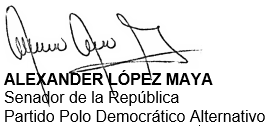 ALEXANDER LÓPEZ MAYA
Senador de la República
Partido Polo Democrático Alternativo